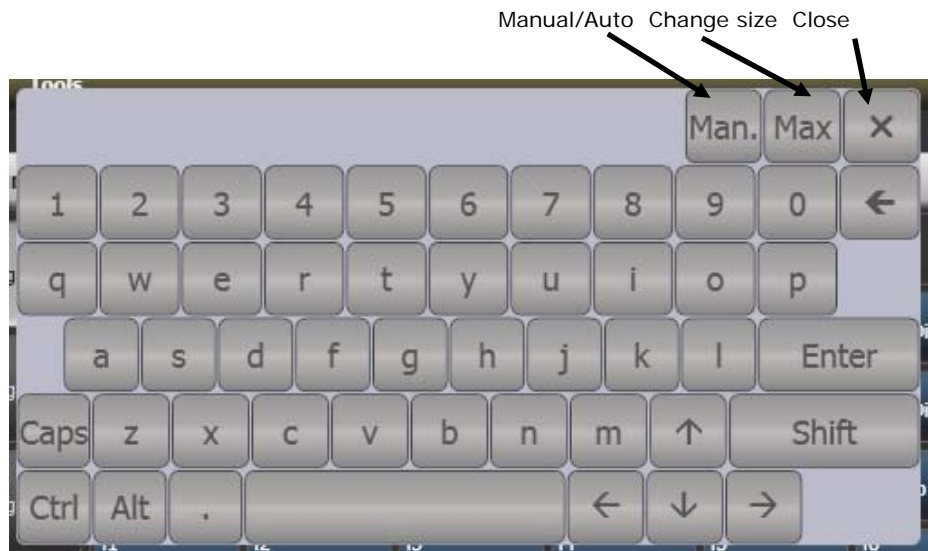 Manual/Auto Change size Close
Tools
Man. Max ×
1 2 3 4 5 6 7 8 9 0 ←
q w e r t y u i o p
a s d f g h j k l Enter
Caps z x c v b n m ↑ Shift
Ctrl Alt . ← ↓ →